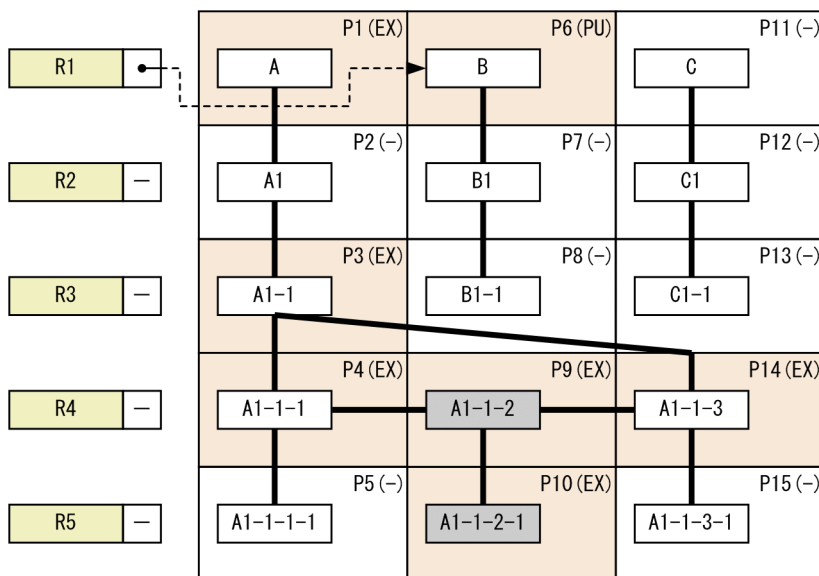 P1(EX) P6(PU) P11(-)
R1 A B C
P2(-) P7(-) P12(-)
R2 — A1 B1 C1
P3(EX) P8(-) P13(-)
R3 — A1-1 B1-1 C1-1
P4(EX) P9(EX) P14(EX)
R4 — A1-1-1 A1-1-2 A1-1-3
P5(-) P10(EX) P15(-)
R5 — A1-1-1-1 A1-1-2-1 A1-1-3-1